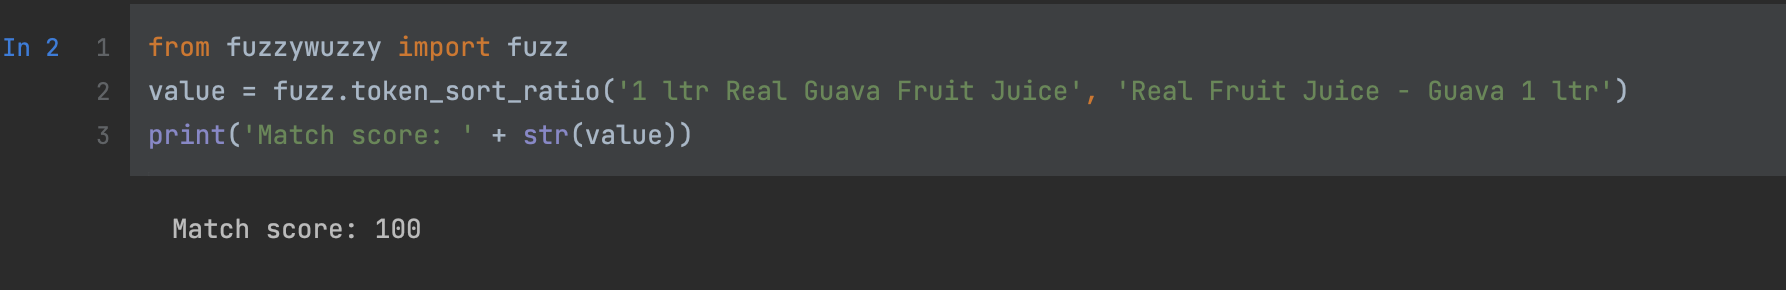 In 2 1 from fuzzywuzzy import fuzz
2 value = fuzz.token_sort_ratio('1 ltr Real Guava Fruit Juice', 'Real Fruit Juice - Guava 1 ltr')
3 print('Match score: ' + str(value))
Match score: 100